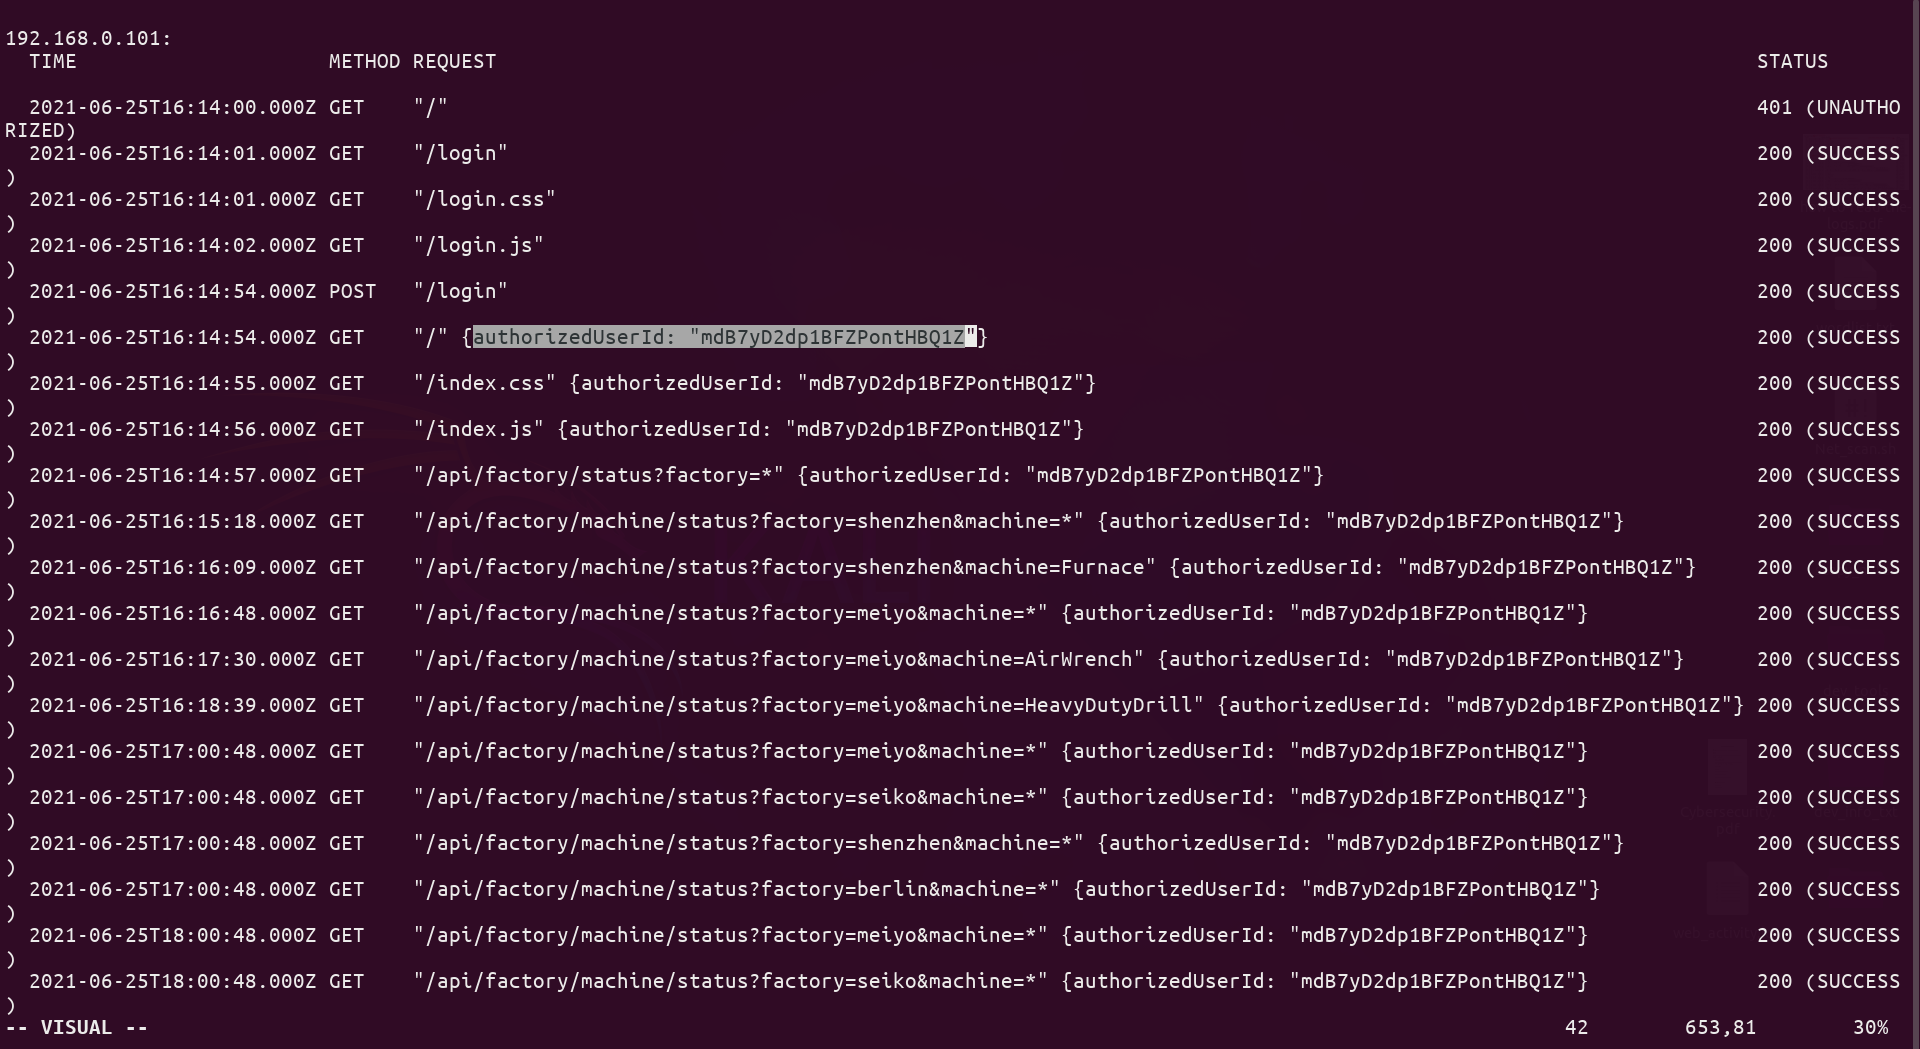 192.168.0.101:
TIME METHOD REQUEST STATUS
2021-06-25T16:14:00.000Z GET "/" 401 (UNAUTHO
RIZED)
2021-06-25T16:14:01.000Z GET "/login" 200 (SUCCESS
)
2021-06-25T16:14:01.000Z GET "/login.css" 200 (SUCCESS
)
2021-06-25T16:14:02.000Z GET "/login.js" 200 (SUCCESS
)
2021-06-25T16:14:54.000Z POST "/login" 200 (SUCCESS
)
2021-06-25T16:14:54.000Z GET "/" {authorizedUserId: "mdB7yD2dp1BFZPontHBQ1Z"} 200 (SUCCESS
)
2021-06-25T16:14:55.000Z GET "/index.css" {authorizedUserId: "mdB7yD2dp1BFZPontHBQ1Z"} 200 (SUCCESS
)
2021-06-25T16:14:56.000Z GET "/index.js" {authorizedUserId: "mdB7yD2dp1BFZPontHBQ1Z"} 200 (SUCCESS
)
2021-06-25T16:14:57.000Z GET "/api/factory/status?factory=*" {authorizedUserId: "mdB7yD2dp1BFZPontHBQ1Z"} 200 (SUCCESS
)
2021-06-25T16:15:18.000Z GET "/api/factory/machine/status?factory=shenzhen&machine=*" {authorizedUserId: "mdB7yD2dp1BFZPontHBQ1Z"} 200 (SUCCESS
)
2021-06-25T16:16:09.000Z GET "/api/factory/machine/status?factory=shenzhen&machine=Furnace" {authorizedUserId: "mdB7yD2dp1BFZPontHBQ1Z"} 200 (SUCCESS
)
2021-06-25T16:16:48.000Z GET "/api/factory/machine/status?factory=meiyo&machine=*" {authorizedUserId: "mdB7yD2dp1BFZPontHBQ1Z"} 200 (SUCCESS
)
2021-06-25T16:17:30.000Z GET "/api/factory/machine/status?factory=meiyo&machine=AirWrench" {authorizedUserId: "mdB7yD2dp1BFZPontHBQ1Z"} 200 (SUCCESS
)
2021-06-25T16:18:39.000Z GET "/api/factory/machine/status?factory=meiyo&machine=HeavyDutyDrill" {authorizedUserId: "mdB7yD2dp1BFZPontHBQ1Z"} 200 (SUCCESS
)
2021-06-25T17:00:48.000Z GET "/api/factory/machine/status?factory=meiyo&machine=*" {authorizedUserId: "mdB7yD2dp1BFZPontHBQ1Z"} 200 (SUCCESS
)
2021-06-25T17:00:48.000Z GET "/api/factory/machine/status?factory=seiko&machine=*" {authorizedUserId: "mdB7yD2dp1BFZPontHBQ1Z"} 200 (SUCCESS
)
2021-06-25T17:00:48.000Z GET "/api/factory/machine/status?factory=shenzhen&machine=*" {authorizedUserId: "mdB7yD2dp1BFZPontHBQ1Z"} 200 (SUCCESS
)
2021-06-25T17:00:48.000Z GET "/api/factory/machine/status?factory=berlin&machine=*" {authorizedUserId: "mdB7yD2dp1BFZPontHBQ1Z"} 200 (SUCCESS
)
2021-06-25T18:00:48.000Z GET "/api/factory/machine/status?factory=meiyo&machine=*" {authorizedUserId: "mdB7yD2dp1BFZPontHBQ1Z"} 200 (SUCCESS
)
2021-06-25T18:00:48.000Z GET "/api/factory/machine/status?factory=seiko&machine=*" {authorizedUserId: "mdB7yD2dp1BFZPontHBQ1Z"} 200 (SUCCESS
)
-- VISUAL -- 42 653,81 30%